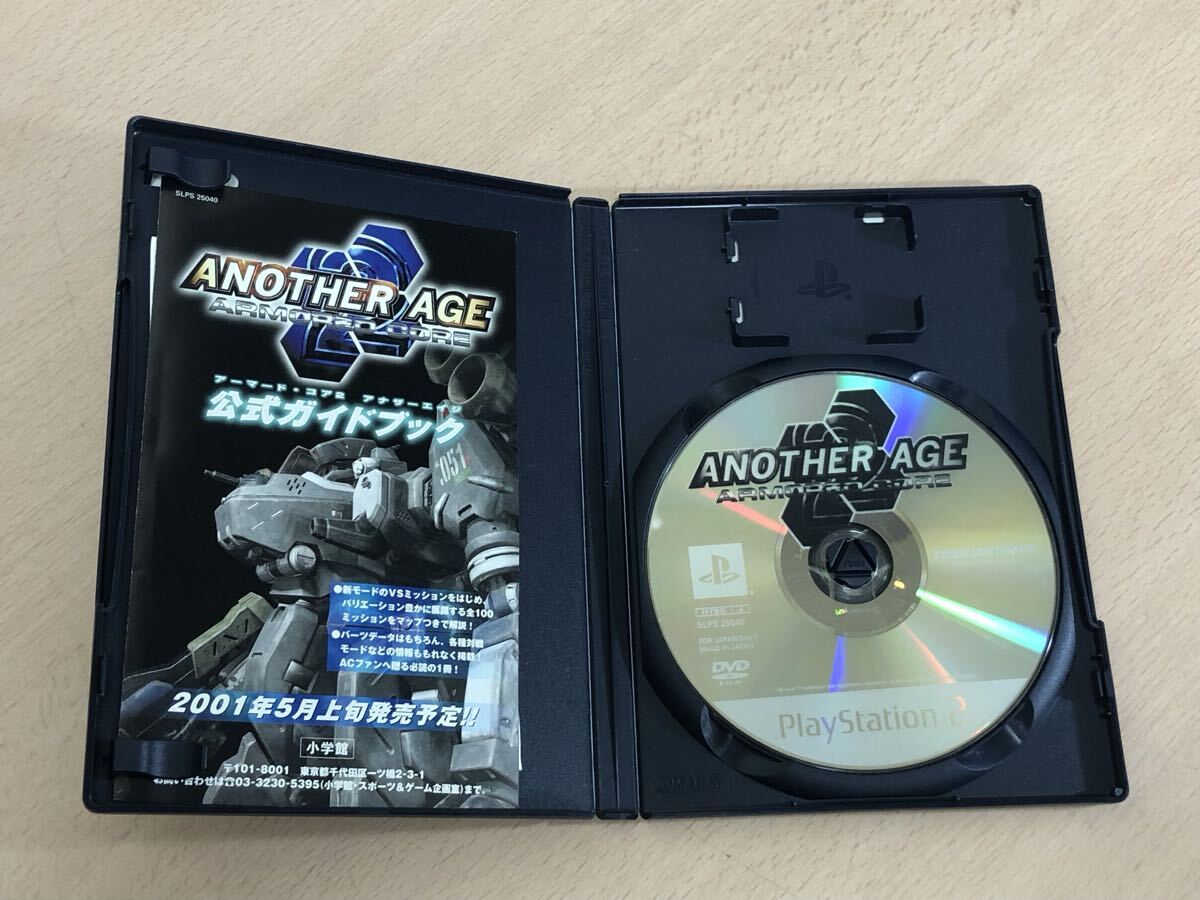 SLPS 25040
2
ANOTHER AGE
ARMORED CORE
アーマード・コア2 アナザーエイジ
公式ガイドブック
.051
●新モードのVSミッションをはじめ、
バリエーション豊かに展開する全100
ミッションをマップつきで解説!
●パーツデータはもちろん、各種対戦
モードなどの情報ももれなく掲載!
ACファンへ贈る必読の1冊!
2001年5月上旬発売予定!!
小学館
〒101-8001 東京都千代田区一ツ橋2-3-1
お問い合わせは☎03-3230-5395(小学館・スポーツ&ゲーム企画室)まで。
2
ANOTHER AGE
ARMORED CORE
FROMSOFTWARE
NTSC J
SLPS 25040
FOR JAPAN ONLY
MADE IN JAPAN
DVD
PlayStation 2